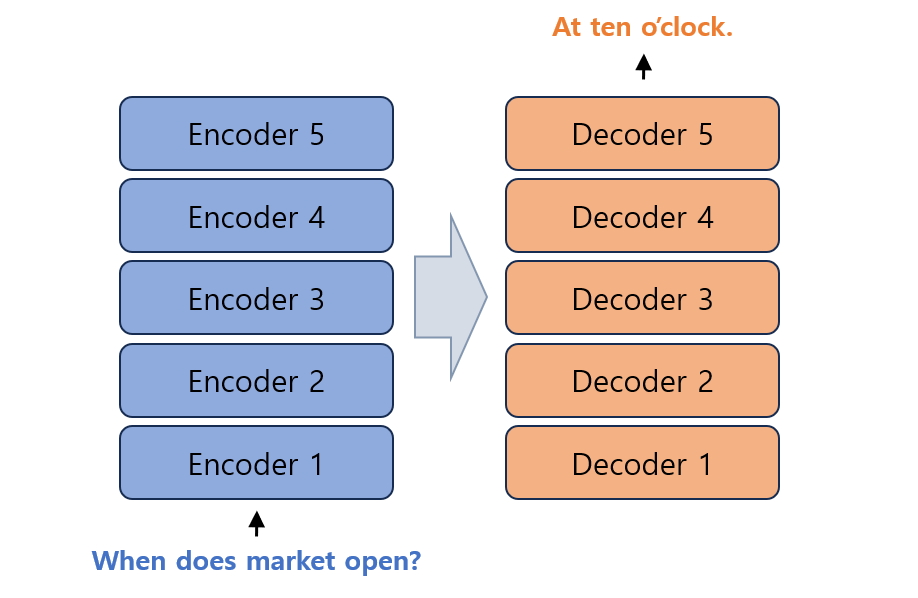 At ten o’clock.
Encoder 5
Decoder 5
Encoder 4
Decoder 4
Encoder 3
Decoder 3
Encoder 2
Decoder 2
Encoder 1
Decoder 1
When does market open?